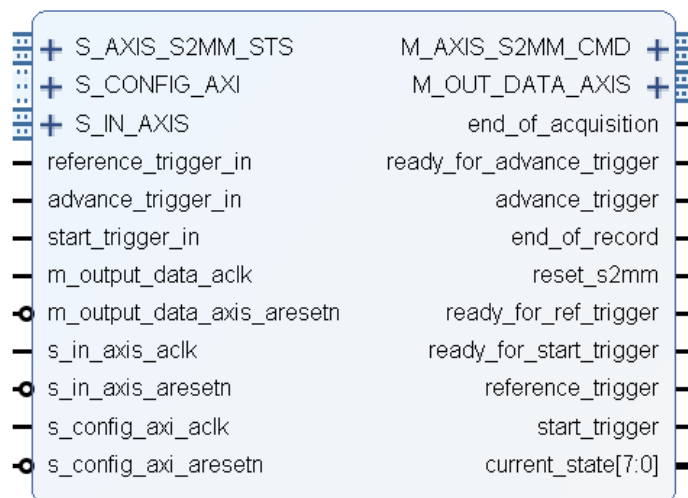 S_AXIS_S2MM_STS M_AXIS_S2MM_CMD
S_CONFIG_AXI M_OUT_DATA_AXIS
S_IN_AXIS end_of_acquisition
reference_trigger_in ready_for_advance_trigger
advance_trigger_in advance_trigger
start_trigger_in end_of_record
m_output_data_aclk reset_s2mm
m_output_data_axis_aresetn ready_for_ref_trigger
s_in_axis_aclk ready_for_start_trigger
s_in_axis_aresetn reference_trigger
s_config_axi_aclk start_trigger
s_config_axi_aresetn current_state[7:0]